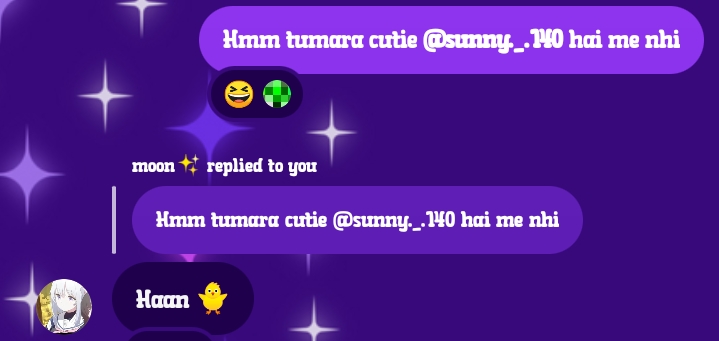 Hmm tumara cutie @sunny._.140 hai me nhi
😆
moon✨ replied to you
Hmm tumara cutie @sunny._.140 hai me nhi
Haan 🐥